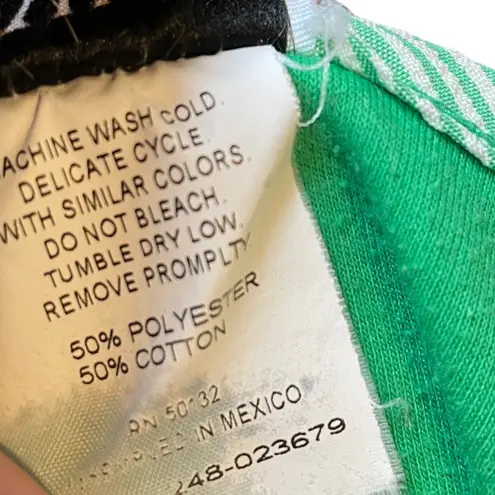 MACHINE WASH COLD.
DELICATE CYCLE
WITH SIMILAR COLORS.
DO NOT BLEACH.
TUMBLE DRY LOW.
REMOVE PROMPLTY
50% POLYESTER
50% COTTON
RN 50132
IN MEXICO
248-023679